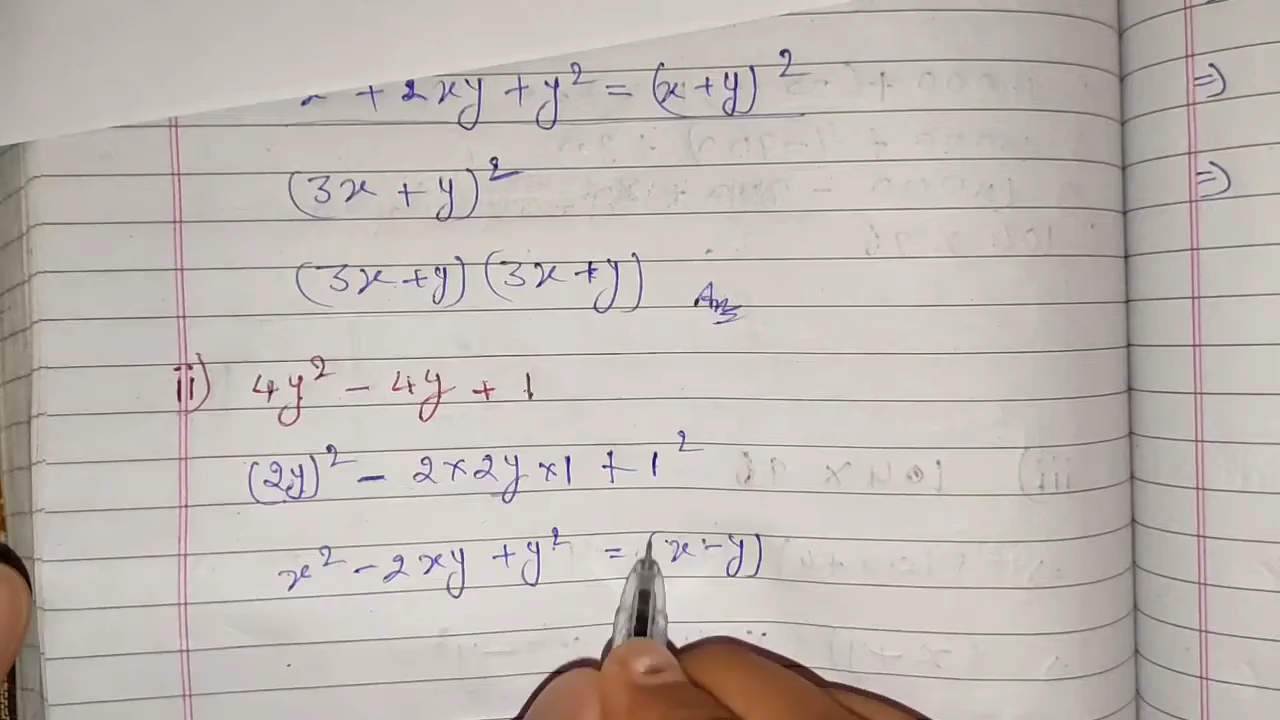 + 2xy + y² = (x+y)²
(3x + y)²
(3x+y) (3x+y) Ans
ii) 4y² - 4y + 1
(2y)² - 2×2y×1 + 1²
x² - 2xy + y² = (x-y)
⇒)
⇒)